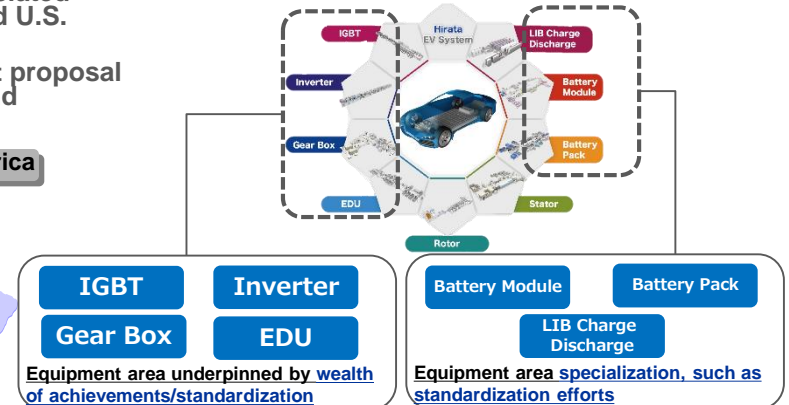 U.S.
proposal
IGBT
Hirata
EV System
LIB Charge
Discharge
Inverter
Battery
Module
Gear Box
Battery
Pack
EDU
Stator
Rotor
IGBT
Inverter
Gear Box
EDU
Equipment area underpinned by wealth
of achievements/standardization
Battery Module
Battery Pack
LIB Charge
Discharge
Equipment area specialization, such as
standardization efforts